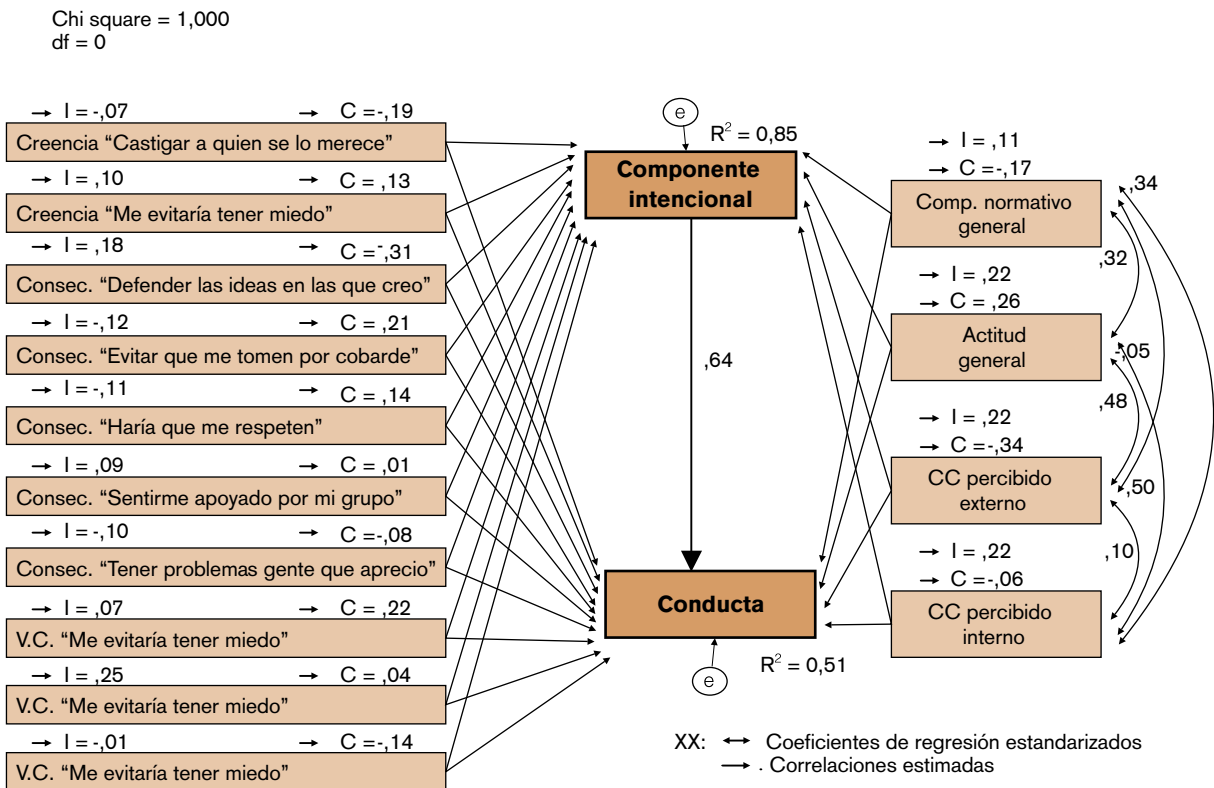 Chi square = 1,000
df = 0
→ I = -,07 → C = -,19
Creencia “Castigar a quien se lo merece”
→ I = ,10 → C = ,13
Creencia “Me evitaría tener miedo”
→ I = ,18 → C = -,31
Consec. “Defender las ideas en las que creo”
→ I = -,12 → C = ,21
Consec. “Evitar que me tomen por cobarde”
→ I = -,11 → C = ,14
Consec. “Haría que me respeten”
→ I = ,09 → C = ,01
Consec. “Sentirme apoyado por mi grupo”
→ I = -,10 → C = -,08
Consec. “Tener problemas gente que aprecio”
→ I = ,07 → C = ,22
V.C. “Me evitaría tener miedo”
→ I = ,25 → C = ,04
V.C. “Me evitaría tener miedo”
→ I = -,01 → C = -,14
V.C. “Me evitaría tener miedo”
e
R² = 0,85
Componente
intencional
,64
Conducta
R² = 0,51
e
→ I = ,11
→ C = -,17
Comp. normativo
general
→ I = ,22
→ C = ,26
Actitud
general
→ I = ,22
→ C = -,34
CC percibido
externo
→ I = ,22
→ C = -,06
CC percibido
interno
,34
,32
-,05
,48
,50
,10
XX: ↔ Coeficientes de regresión estandarizados
→ . Correlaciones estimadas